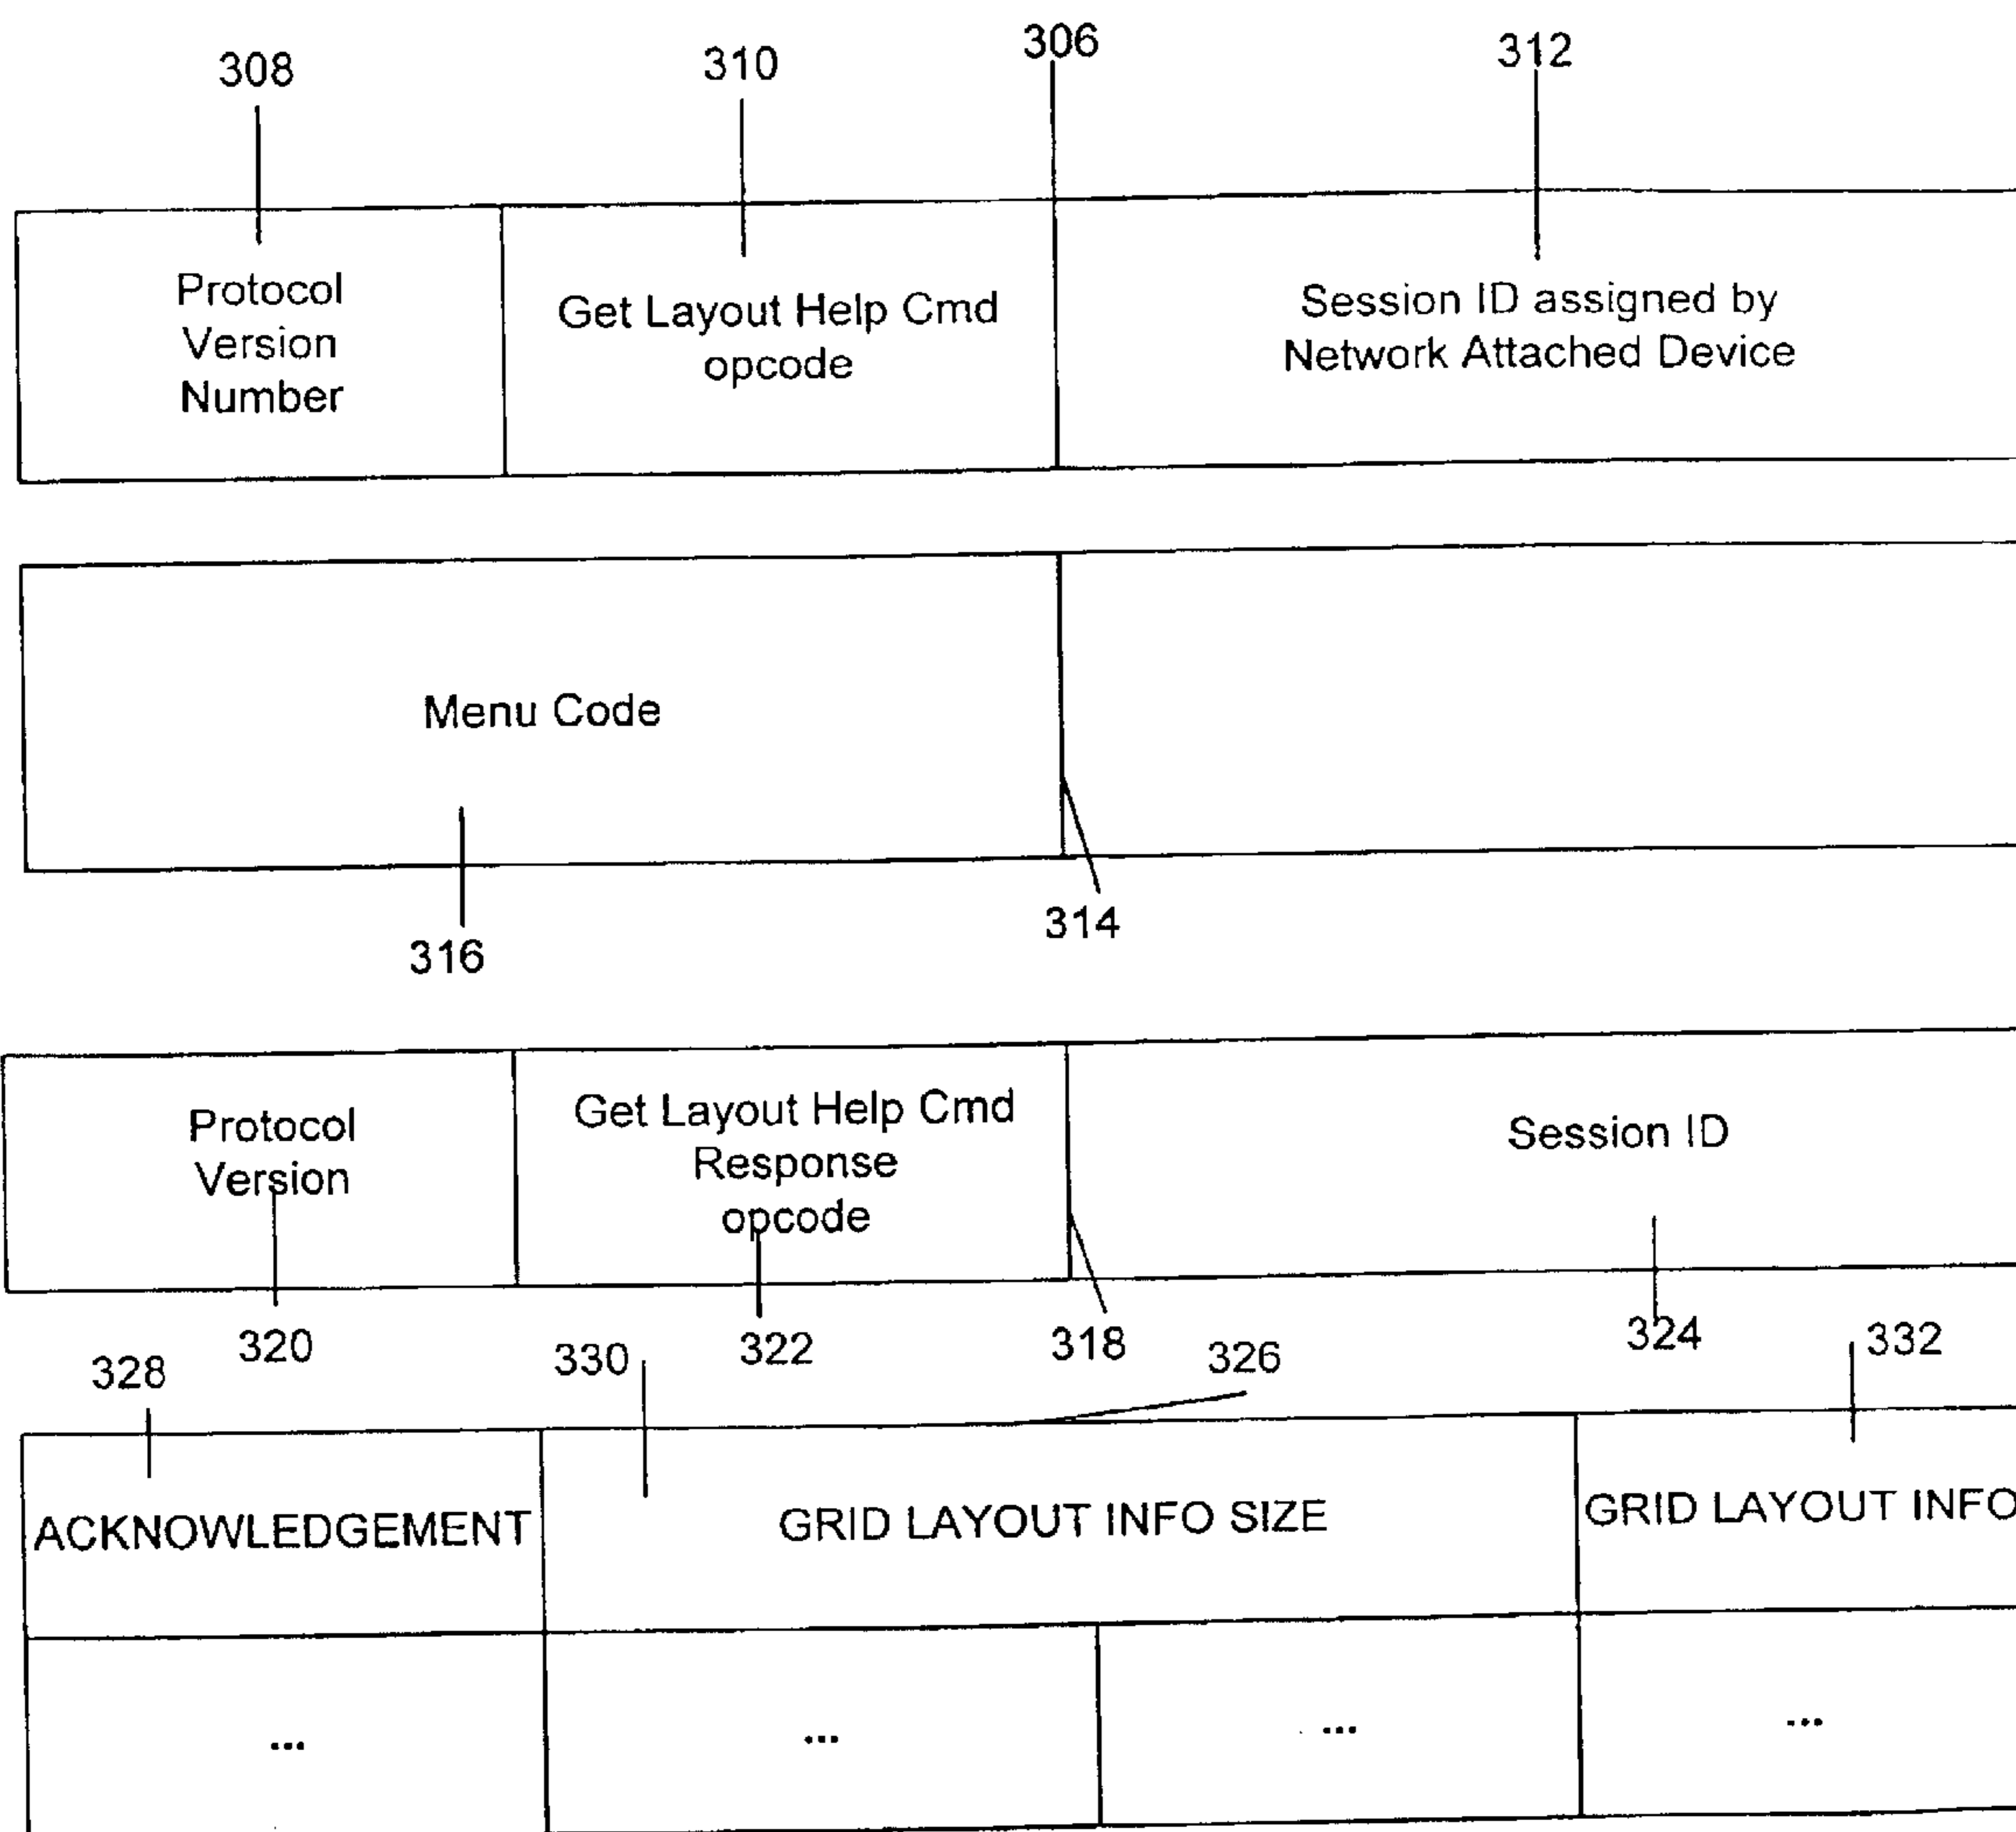 308 310 306 312
Protocol
Version
Number
Get Layout Help Cmd
opcode
Session ID assigned by
Network Attached Device
Menu Code
316 314
Protocol
Version
Get Layout Help Cmd
Response
opcode
Session ID
320 322 318 324
328 330 326 332
ACKNOWLEDGEMENT GRID LAYOUT INFO SIZE GRID LAYOUT INFO
... ... ... ...